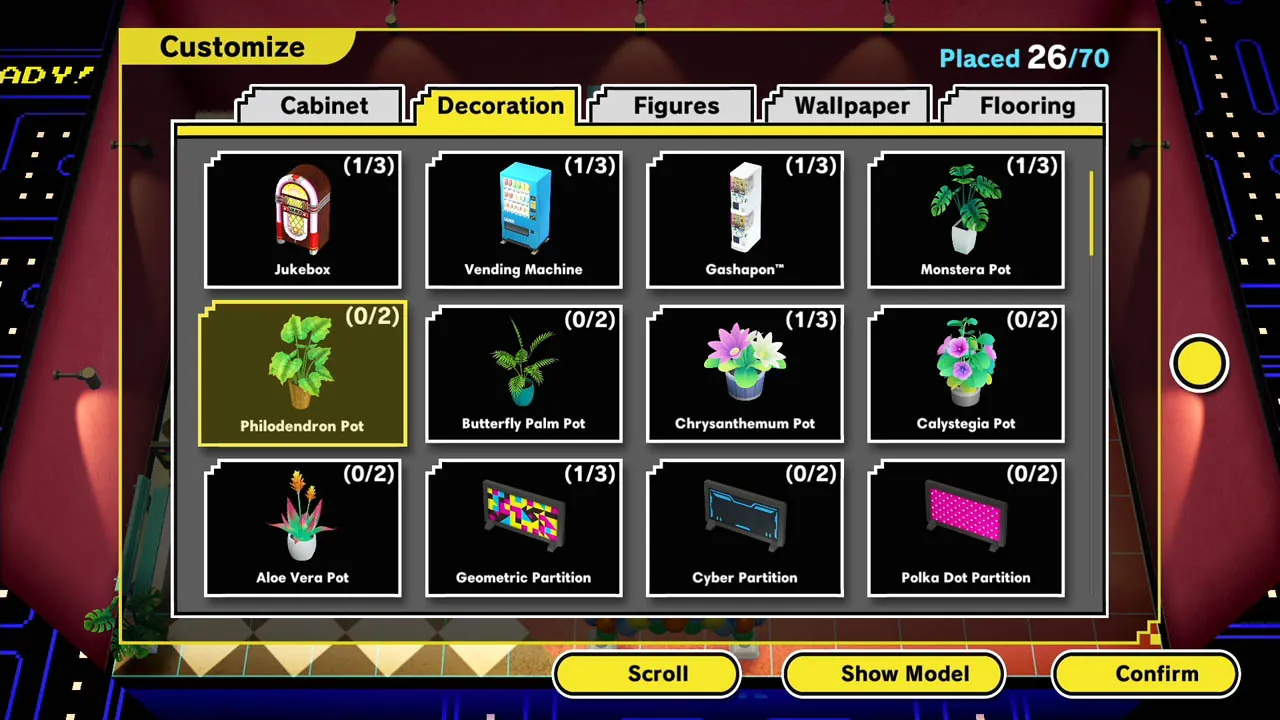 Customize
Placed 26/70
ADY!
Cabinet
Decoration
Figures
Wallpaper
Flooring
(1/3)
Jukebox
(1/3)
Vending Machine
(1/3)
Gashapon™
(1/3)
Monstera Pot
(0/2)
Philodendron Pot
(0/2)
Butterfly Palm Pot
(1/3)
Chrysanthemum Pot
(0/2)
Calystegia Pot
(0/2)
Aloe Vera Pot
(1/3)
Geometric Partition
(0/2)
Cyber Partition
(0/2)
Polka Dot Partition
Scroll
Show Model
Confirm